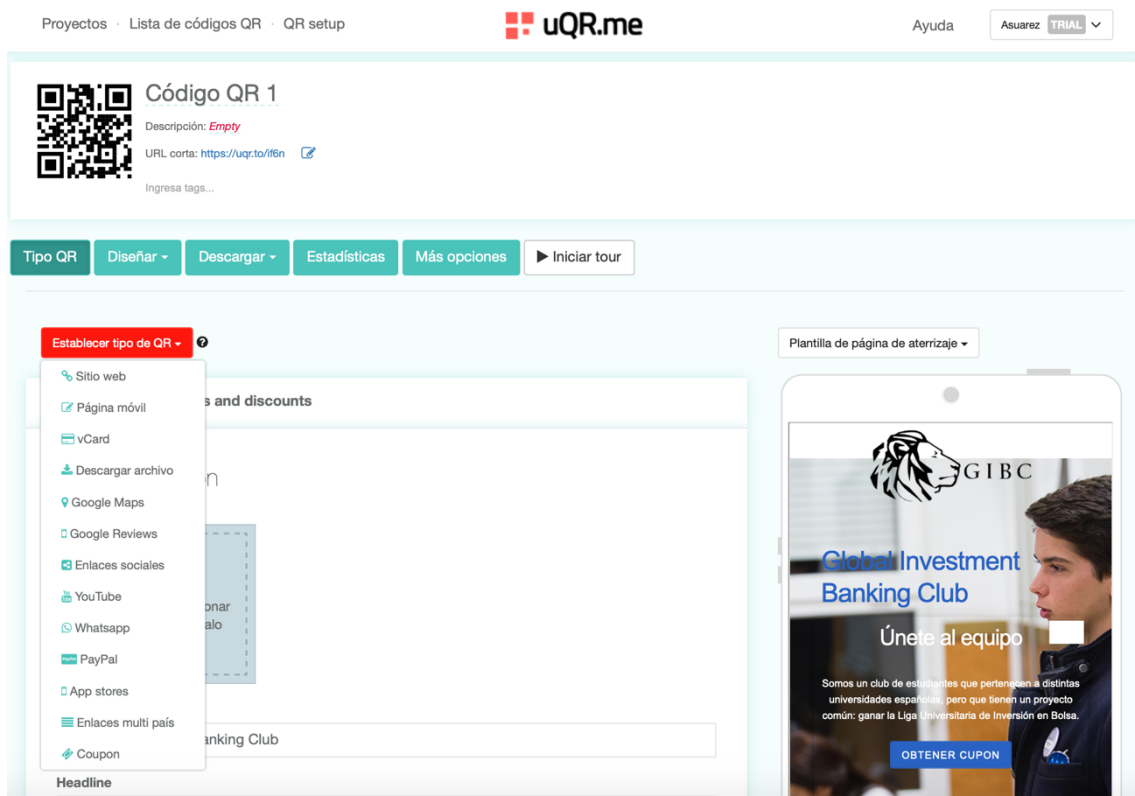 Proyectos · Lista de códigos QR · QR setup
uQR.me
Ayuda
Asuarez TRIAL
Código QR 1
Descripción: Empty
URL corta: https://uqr.to/if6n
Ingresa tags...
Tipo QR
Diseñar
Descargar
Estadísticas
Más opciones
Iniciar tour
Establecer tipo de QR
Sitio web
Página móvil
vCard
Descargar archivo
Google Maps
Google Reviews
Enlaces sociales
YouTube
Whatsapp
PayPal
App stores
Enlaces multi país
Coupon
s and discounts
ón
onar
alo
anking Club
Headline
Plantilla de página de aterrizaje
GIBC
Global Investment
Banking Club
Únete al equipo
Somos un club de estudiantes que pertenecen a distintas
universidades españolas, pero que tienen un proyecto
común: ganar la Liga Universitaria de Inversión en Bolsa.
OBTENER CUPON